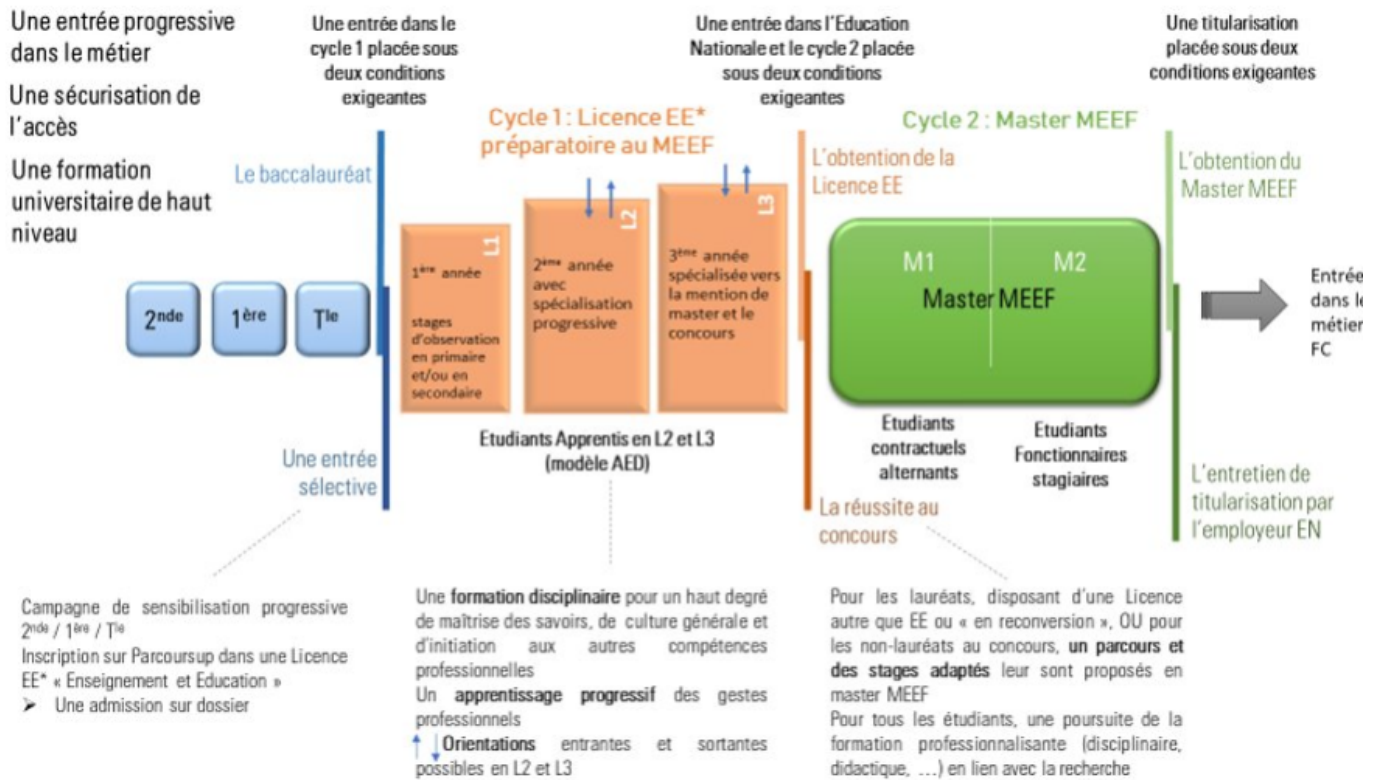 Une entrée progressive
dans le métier
Une sécurisation de
l'accès
Une formation
universitaire de haut
niveau
Une entrée dans le
cycle 1 placée sous
deux conditions
exigeantes
Une entrée dans l'Education
Nationale et le cycle 2 placée
sous deux conditions
exigeantes
Une titularisation
placée sous deux
conditions exigeantes
Cycle 1 : Licence EE*
préparatoire au MEEF
Cycle 2 : Master MEEF
Le baccalauréat
L'obtention de la
Licence EE
L'obtention du
Master MEEF
2nde
1ère
Tle
L1
1ère année
stages
d'observation
en primaire
et/ou en
secondaire
L2
2ème année
avec
spécialisation
progressive
L3
3ème année
spécialisée vers
la mention de
master et le
concours
M1
M2
Master MEEF
Entrée
dans le
métier
FC
Une entrée
sélective
Etudiants Apprentis en L2 et L3
(modèle AED)
Etudiants
contractuels
alternants
Etudiants
Fonctionnaires
stagiaires
La réussite au
concours
L'entretien de
titularisation par
l'employeur EN
Campagne de sensibilisation progressive
2nde / 1ère / Tle
Inscription sur Parcoursup dans une Licence
EE* « Enseignement et Education »
➢ Une admission sur dossier
Une formation disciplinaire pour un haut degré
de maîtrise des savoirs, de culture générale et
d'initiation aux autres compétences
professionnelles
Un apprentissage progressif des gestes
professionnels
Orientations entrantes et sortantes
possibles en L2 et L3
Pour les lauréats, disposant d'une Licence
autre que EE ou « en reconversion », OU pour
les non-lauréats au concours, un parcours et
des stages adaptés leur sont proposés en
master MEEF
Pour tous les étudiants, une poursuite de la
formation professionnalisante (disciplinaire,
didactique, ...) en lien avec la recherche